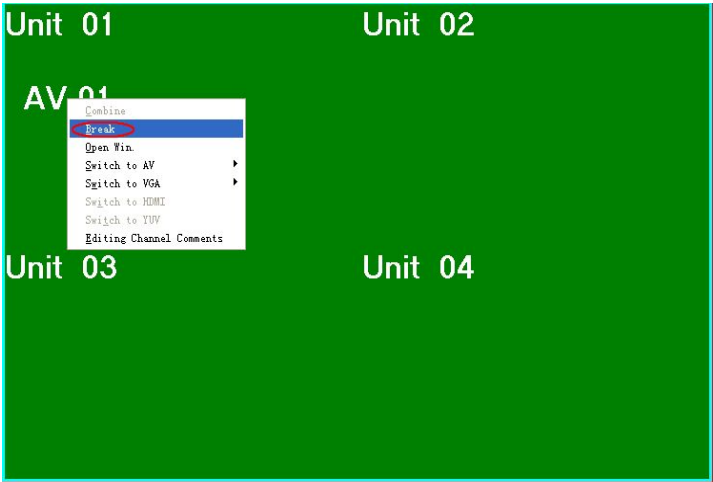 Unit 01 Unit 02
AV 01
Combine
Break
Open Win.
Switch to AV
Switch to VGA
Switch to HDMI
Switch to YUV
Editing Channel Comments
Unit 03 Unit 04